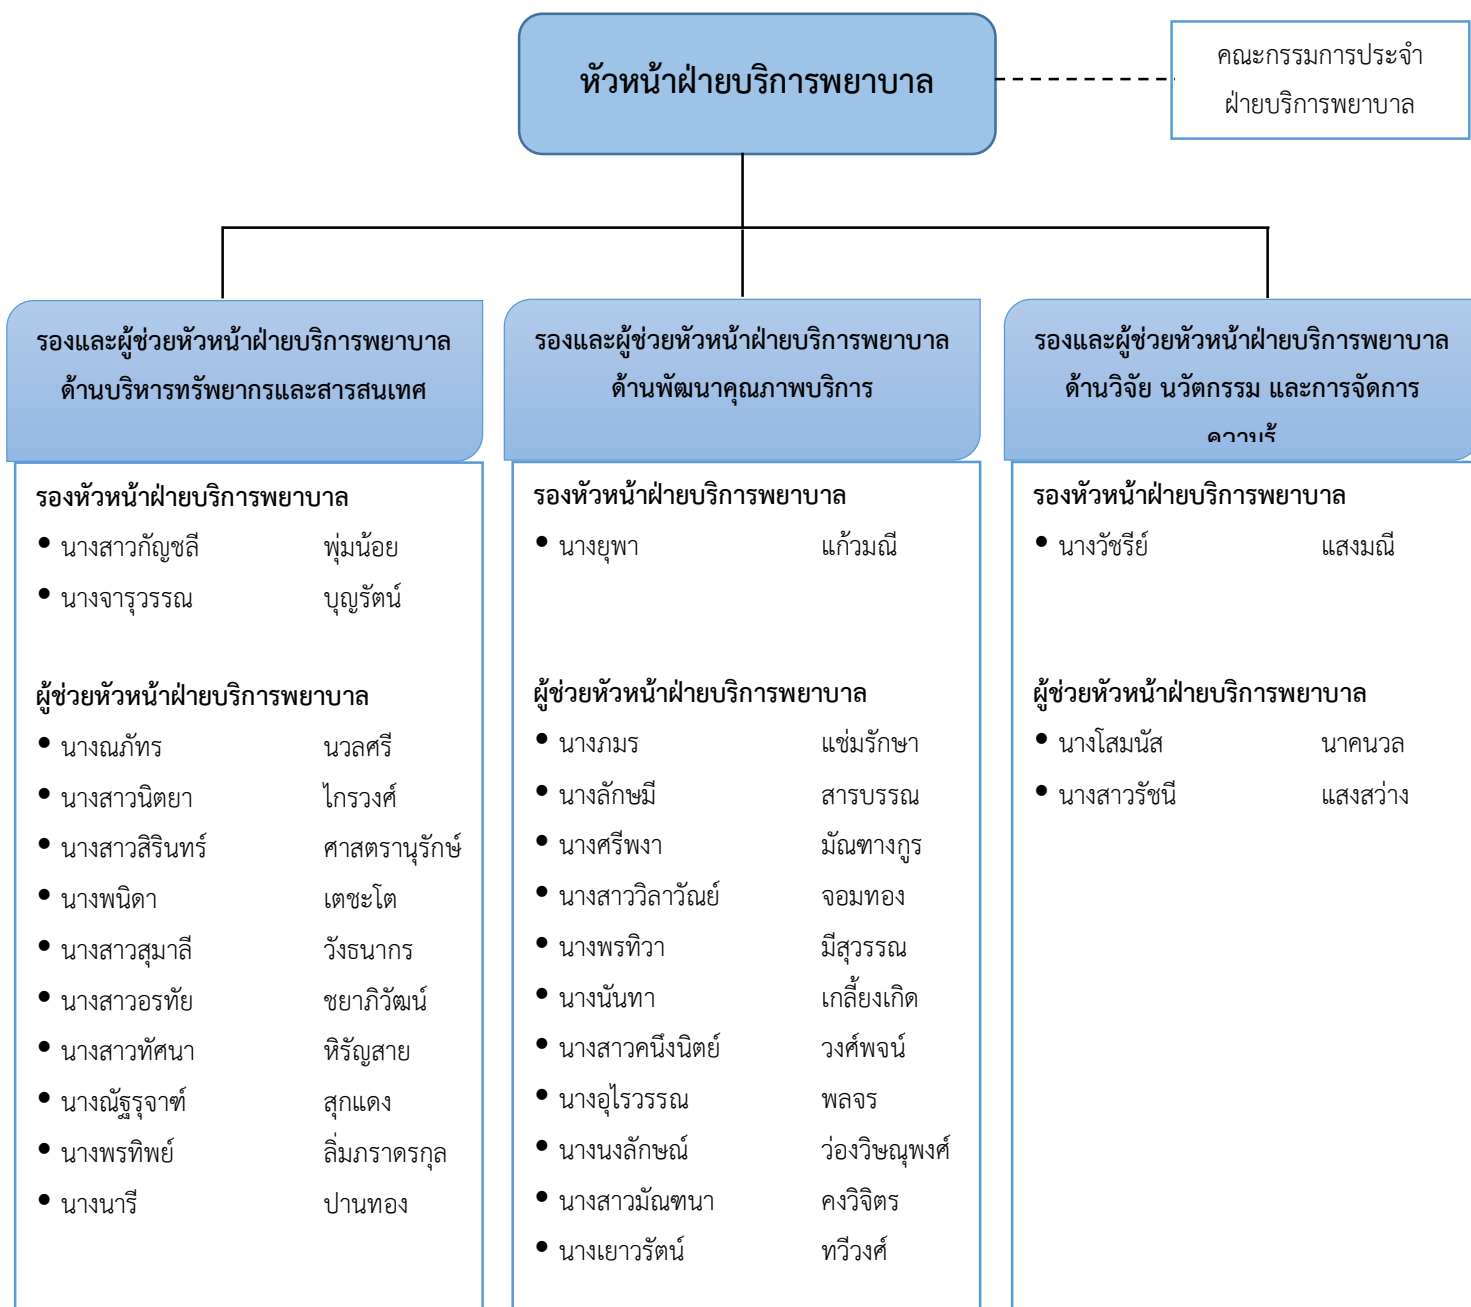 หัวหน้าฝ่ายบริการพยาบาล
คณะกรรมการประจำ
ฝ่ายบริการพยาบาล
รองและผู้ช่วยหัวหน้าฝ่ายบริการพยาบาล
ด้านบริหารทรัพยากรและสารสนเทศ
รองหัวหน้าฝ่ายบริการพยาบาล
• นางสาวกัญชลี พุ่มน้อย
• นางจารุวรรณ บุญรัตน์
ผู้ช่วยหัวหน้าฝ่ายบริการพยาบาล
• นางณภัทร นวลศรี
• นางสาวนิตยา ไกรวงศ์
• นางสาวสิรินทร์ ศาสตรานุรักษ์
• นางพนิดา เตชะโต
• นางสาวสุมาลี วังธนากร
• นางสาวอรทัย ชยาภิวัฒน์
• นางสาวทัศนา หิรัญสาย
• นางณัฐรุจาฑ์ สุกแดง
• นางพรทิพย์ ลิ่มภราดรกุล
• นางนารี ปานทอง
รองและผู้ช่วยหัวหน้าฝ่ายบริการพยาบาล
ด้านพัฒนาคุณภาพบริการ
รองหัวหน้าฝ่ายบริการพยาบาล
• นางยุพา แก้วมณี
ผู้ช่วยหัวหน้าฝ่ายบริการพยาบาล
• นางภมร แช่มรักษา
• นางลักษมี สารบรรณ
• นางศรีพงา มัณฑางกูร
• นางสาววิลาวัณย์ จอมทอง
• นางพรทิวา มีสุวรรณ
• นางนันทา เกลี้ยงเกิด
• นางสาวคนึงนิตย์ วงศ์พจน์
• นางอุไรวรรณ พลจร
• นางนงลักษณ์ ว่องวิษณุพงศ์
• นางสาวมัณฑนา คงวิจิตร
• นางเยาวรัตน์ ทวีวงศ์
รองและผู้ช่วยหัวหน้าฝ่ายบริการพยาบาล
ด้านวิจัย นวัตกรรม และการจัดการ
ความรู้
รองหัวหน้าฝ่ายบริการพยาบาล
• นางวัชรีย์ แสงมณี
ผู้ช่วยหัวหน้าฝ่ายบริการพยาบาล
• นางโสมนัส นาคนวล
• นางสาวรัชนี แสงสว่าง